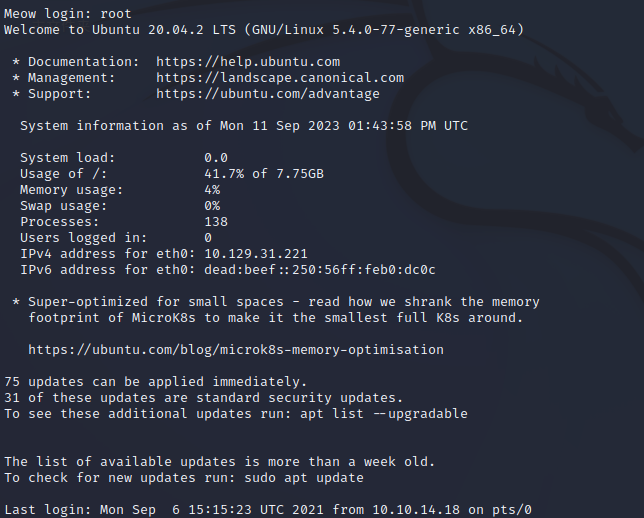 Meow login: root
Welcome to Ubuntu 20.04.2 LTS (GNU/Linux 5.4.0-77-generic x86_64)
* Documentation:  https://help.ubuntu.com
* Management:     https://landscape.canonical.com
* Support:        https://ubuntu.com/advantage
System information as of Mon 11 Sep 2023 01:43:58 PM UTC
System load:           0.0
Usage of /:            41.7% of 7.75GB
Memory usage:          4%
Swap usage:            0%
Processes:             138
Users logged in:       0
IPv4 address for eth0: 10.129.31.221
IPv6 address for eth0: dead:beef::250:56ff:feb0:dc0c
* Super-optimized for small spaces - read how we shrank the memory
footprint of MicroK8s to make it the smallest full K8s around.
https://ubuntu.com/blog/microk8s-memory-optimisation
75 updates can be applied immediately.
31 of these updates are standard security updates.
To see these additional updates run: apt list --upgradable
The list of available updates is more than a week old.
To check for new updates run: sudo apt update
Last login: Mon Sep  6 15:15:23 UTC 2021 from 10.10.14.18 on pts/0